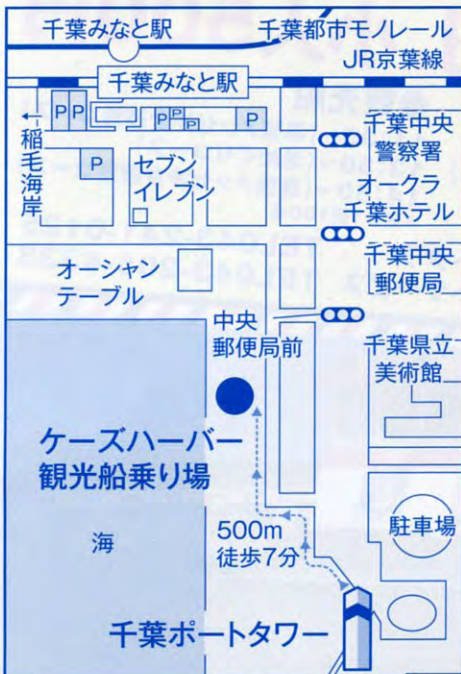 千葉みなと駅
千葉都市モノレール
JR京葉線
千葉みなと駅
P P
P P P
P
P
←稲毛海岸
セブン
イレブン
千葉中央
警察署
オークラ
千葉ホテル
オーシャン
テーブル
千葉中央
郵便局
中央
郵便局前
千葉県立
美術館
ケーズハーバー
観光船乗り場
500m
徒歩7分
駐車場
海
千葉ポートタワー